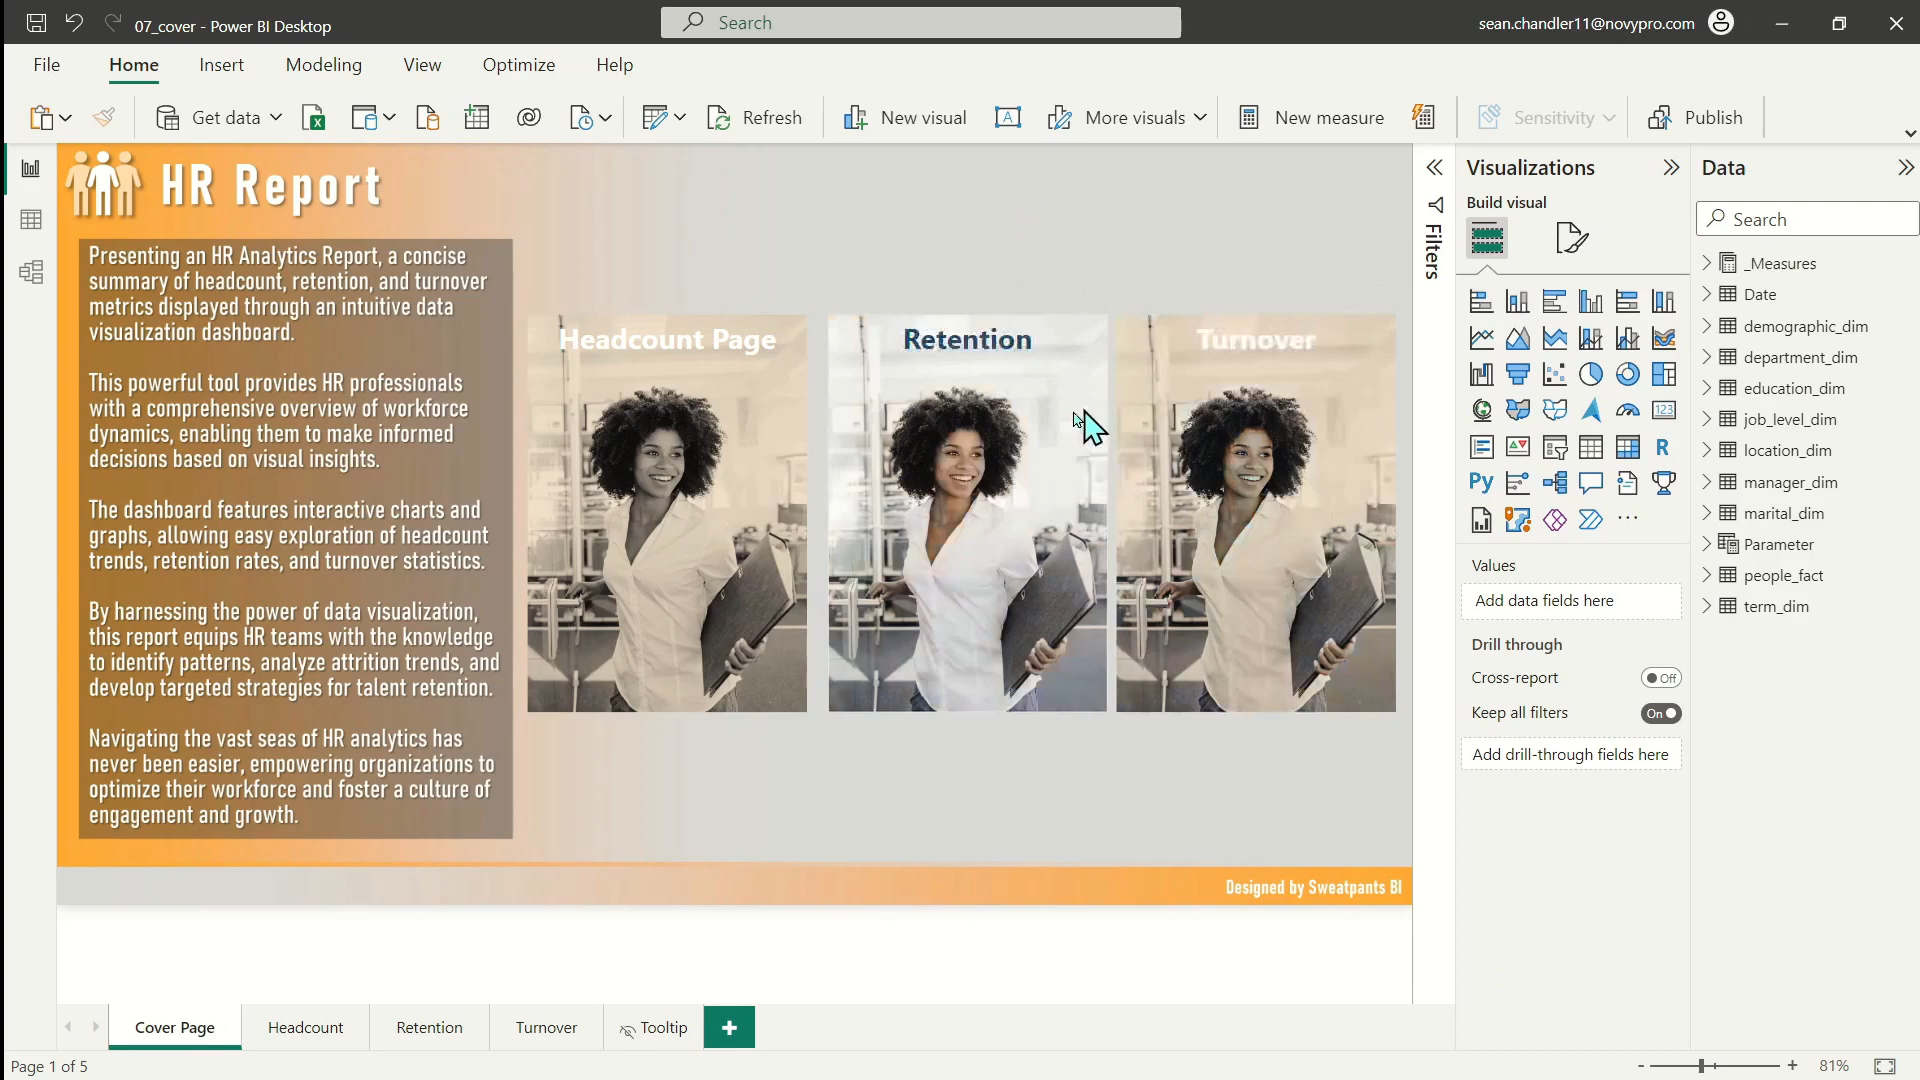 07_cover - Power BI Desktop
Search
sean.chandler11@novypro.com
File
Home
Insert
Modeling
View
Optimize
Help
Get data
Refresh
New visual
A
More visuals
New measure
Sensitivity
Publish
HR Report
Presenting an HR Analytics Report, a concise
summary of headcount, retention, and turnover
metrics displayed through an intuitive data
visualization dashboard.
This powerful tool provides HR professionals
with a comprehensive overview of workforce
dynamics, enabling them to make informed
decisions based on visual insights.
The dashboard features interactive charts and
graphs, allowing easy exploration of headcount
trends, retention rates, and turnover statistics.
By harnessing the power of data visualization,
this report equips HR teams with the knowledge
to identify patterns, analyze attrition trends, and
develop targeted strategies for talent retention.
Navigating the vast seas of HR analytics has
never been easier, empowering organizations to
optimize their workforce and foster a culture of
engagement and growth.
Headcount Page
Retention
Turnover
Designed by Sweatpants BI
Filters
Visualizations
Build visual
123
R
Py
Values
Add data fields here
Drill through
Cross-report
Off
Keep all filters
On
Add drill-through fields here
Data
Search
_Measures
Date
demographic_dim
department_dim
education_dim
job_level_dim
location_dim
manager_dim
marital_dim
Parameter
people_fact
term_dim
Cover Page
Headcount
Retention
Turnover
Tooltip
+
Page 1 of 5
-
+
81%